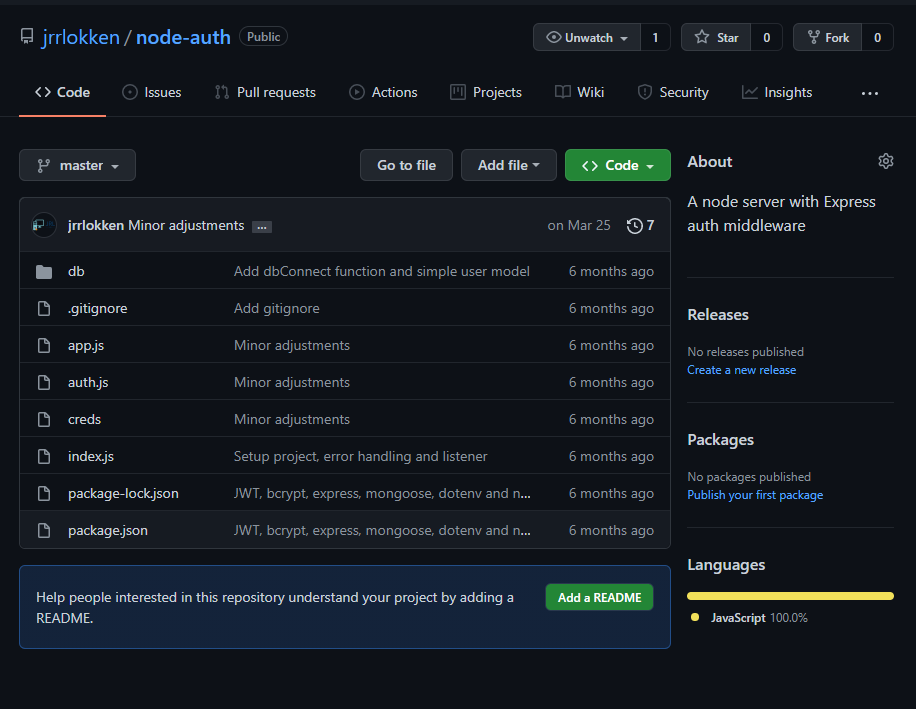 jrrlokken / node-auth Public Unwatch 1 Star 0 Fork 0
Code Issues Pull requests Actions Projects Wiki Security Insights ...
master Go to file Add file Code
About
A node server with Express
auth middleware
jrrlokken Minor adjustments ... on Mar 25 7
db Add dbConnect function and simple user model 6 months ago
.gitignore Add gitignore 6 months ago
app.js Minor adjustments 6 months ago
auth.js Minor adjustments 6 months ago
creds Minor adjustments 6 months ago
index.js Setup project, error handling and listener 6 months ago
package-lock.json JWT, bcrypt, express, mongoose, dotenv and n... 6 months ago
package.json JWT, bcrypt, express, mongoose, dotenv and n... 6 months ago
Help people interested in this repository understand your project by adding a
README.
Add a README
Releases
No releases published
Create a new release
Packages
No packages published
Publish your first package
Languages
JavaScript 100.0%